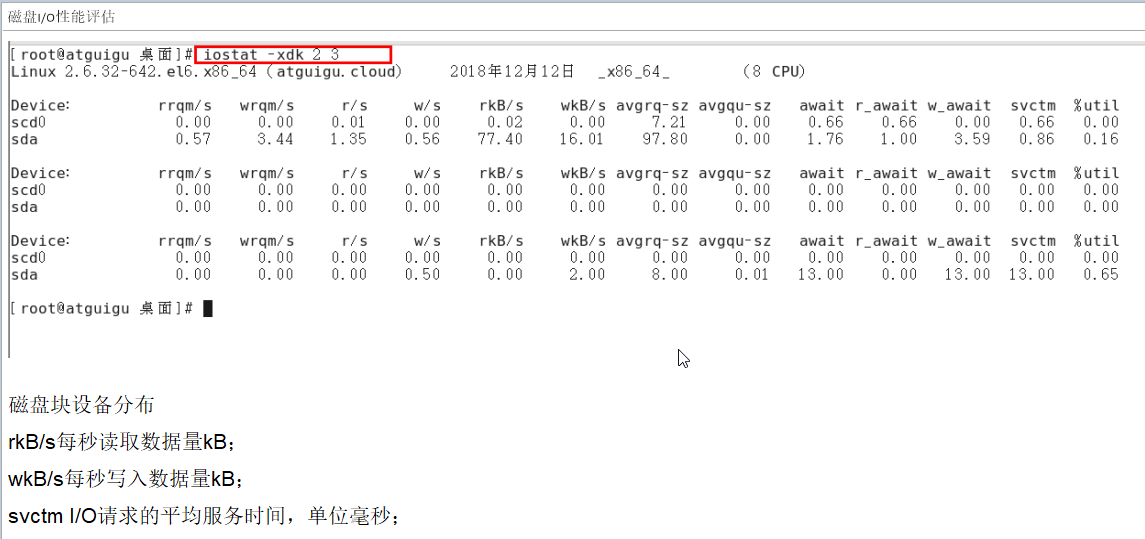 磁盘I/O性能评估
[root@atguigu 桌面]# iostat -xdk 2 3
Linux 2.6.32-642.el6.x86_64 (atguigu.cloud) 2018年12月12日 _x86_64_ (8 CPU)
Device: rrqm/s wrqm/s r/s w/s rkB/s wkB/s avgrq-sz avgqu-sz await r_await w_await svctm %util
scd0 0.00 0.00 0.01 0.00 0.02 0.00 7.21 0.00 0.66 0.66 0.00 0.66 0.00
sda 0.57 3.44 1.35 0.56 77.40 16.01 97.80 0.00 1.76 1.00 3.59 0.86 0.16
Device: rrqm/s wrqm/s r/s w/s rkB/s wkB/s avgrq-sz avgqu-sz await r_await w_await svctm %util
scd0 0.00 0.00 0.00 0.00 0.00 0.00 0.00 0.00 0.00 0.00 0.00 0.00 0.00
sda 0.00 0.00 0.00 0.00 0.00 0.00 0.00 0.00 0.00 0.00 0.00 0.00 0.00
Device: rrqm/s wrqm/s r/s w/s rkB/s wkB/s avgrq-sz avgqu-sz await r_await w_await svctm %util
scd0 0.00 0.00 0.00 0.00 0.00 0.00 0.00 0.00 0.00 0.00 0.00 0.00 0.00
sda 0.00 0.00 0.00 0.50 0.00 2.00 8.00 0.01 13.00 0.00 13.00 13.00 0.65
[root@atguigu 桌面]#
磁盘块设备分布
rkB/s每秒读取数据量kB；
wkB/s每秒写入数据量kB；
svctm I/O请求的平均服务时间，单位毫秒；